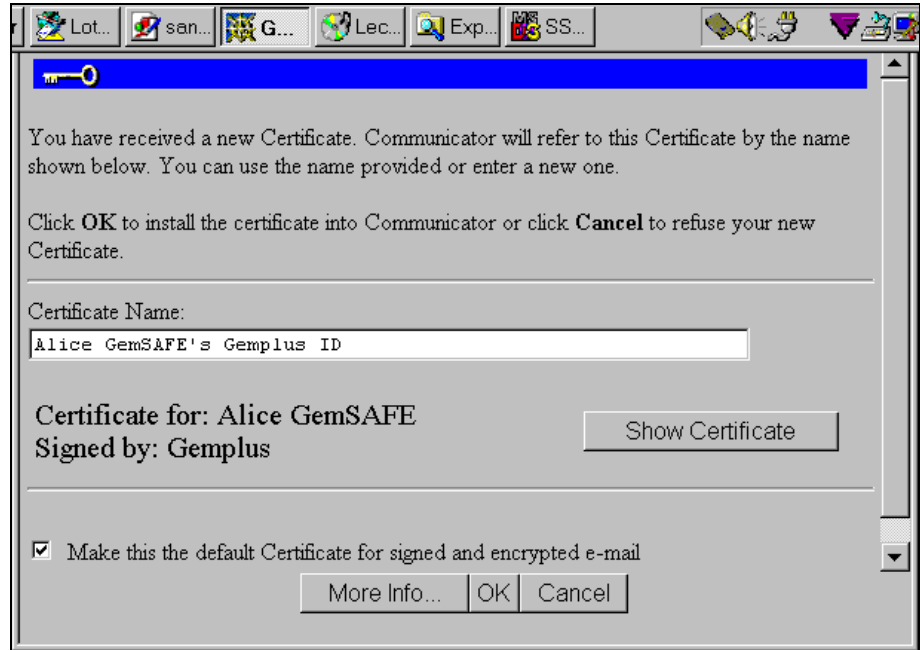 Lot... san... G... Lec... Exp... SS...
You have received a new Certificate. Communicator will refer to this Certificate by the name
shown below. You can use the name provided or enter a new one.
Click OK to install the certificate into Communicator or click Cancel to refuse your new
Certificate.
Certificate Name:
Alice GemSAFE's Gemplus ID
Certificate for: Alice GemSAFE
Signed by: Gemplus
Show Certificate
Make this the default Certificate for signed and encrypted e-mail
More Info... OK Cancel